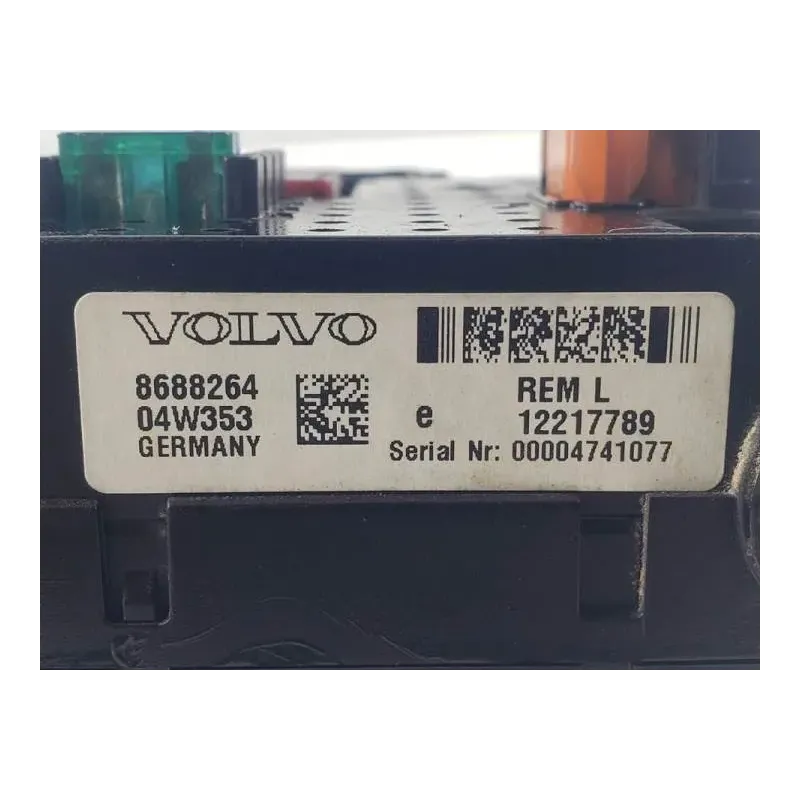 VOLVO
8688264
04W353
GERMANY
REM L
e 12217789
Serial Nr: 00004741077